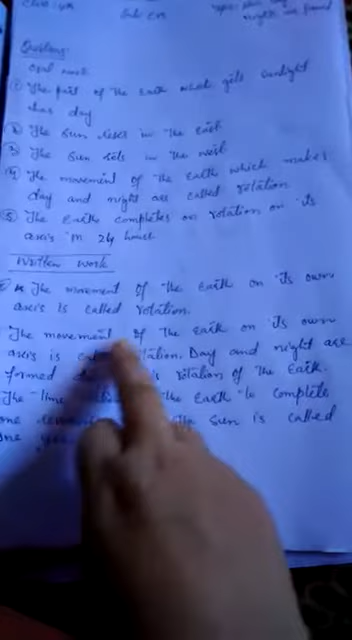 oral work
① The part of the Earth which gets sunlight
has day
② The Sun rises in the East
③ The Sun sets in the west
④ The movement of the Earth which makes
day and night are called rotation
⑤ The Earth completes one rotation on its
axis in 24 hours
Written work
The movement of the Earth on its own
axis is called rotation.
The movement of the Earth on its own
axis is Day and night are
formed rotation of the Earth.
The the Earth to complete
one the Sun is called
one